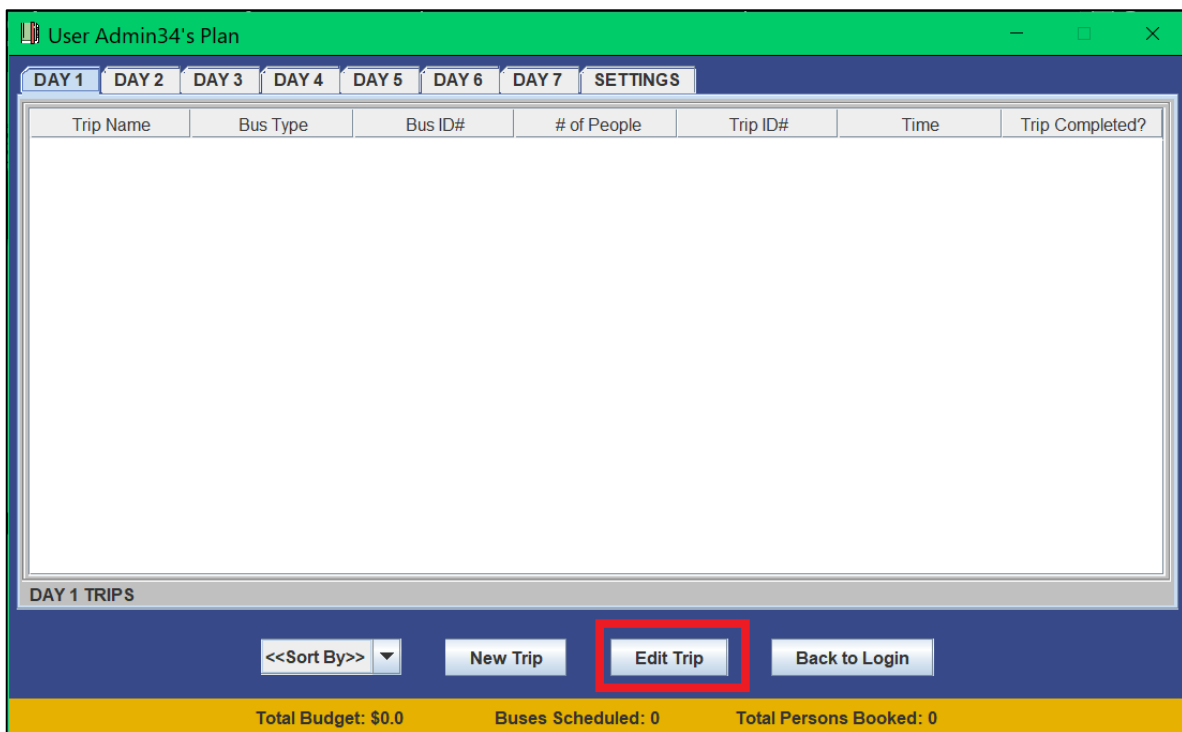 User Admin34's Plan
DAY 1 DAY 2 DAY 3 DAY 4 DAY 5 DAY 6 DAY 7 SETTINGS
Trip Name Bus Type Bus ID# # of People Trip ID# Time Trip Completed?
DAY 1 TRIPS
<<Sort By>> New Trip Edit Trip Back to Login
Total Budget: $0.0 Buses Scheduled: 0 Total Persons Booked: 0